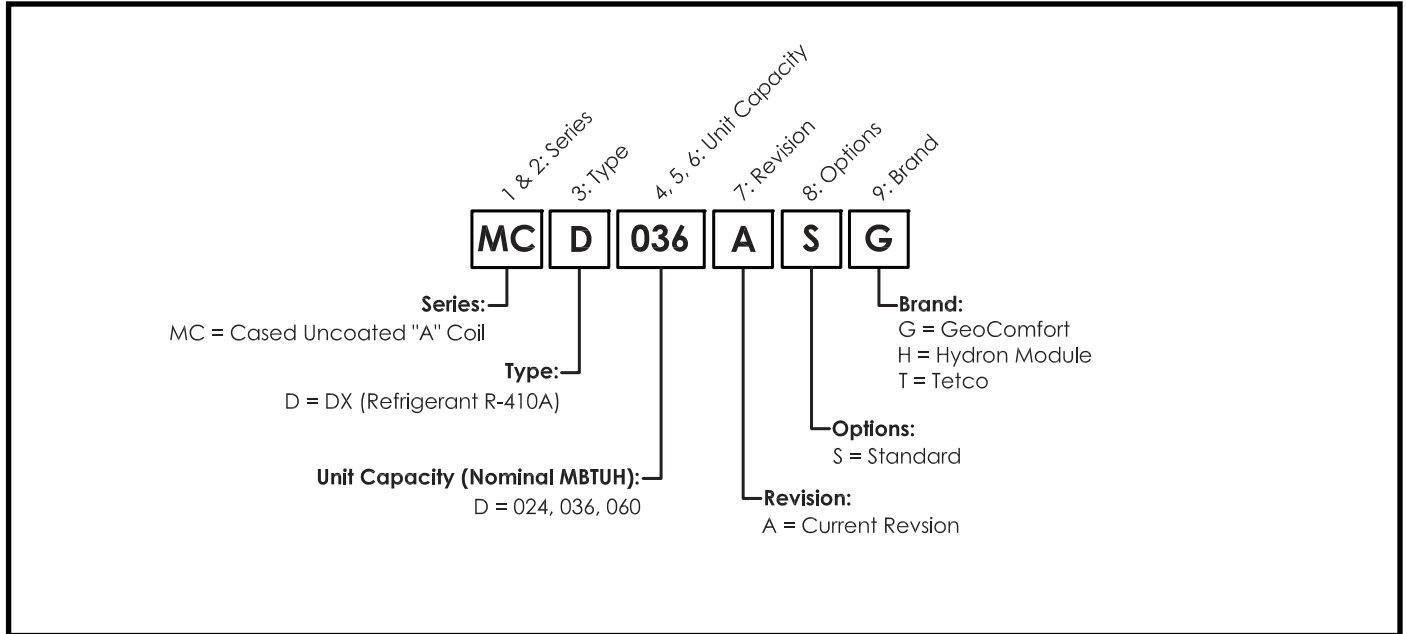 1 & 2: Series
3: Type
4, 5, 6: Unit Capacity
7: Revision
8: Options
9: Brand
MC D 036 A S G
Series:
MC = Cased Uncoated "A" Coil
Type:
D = DX (Refrigerant R-410A)
Unit Capacity (Nominal MBTUH):
D = 024, 036, 060
Brand:
G = GeoComfort
H = Hydron Module
T = Tetco
Options:
S = Standard
Revision:
A = Current Revsion